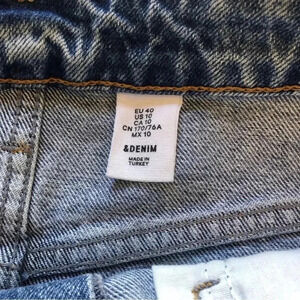 EU 40
US 10
CA 10
CN 170/76A
MX 10
&DENIM
MADE IN
TURKEY